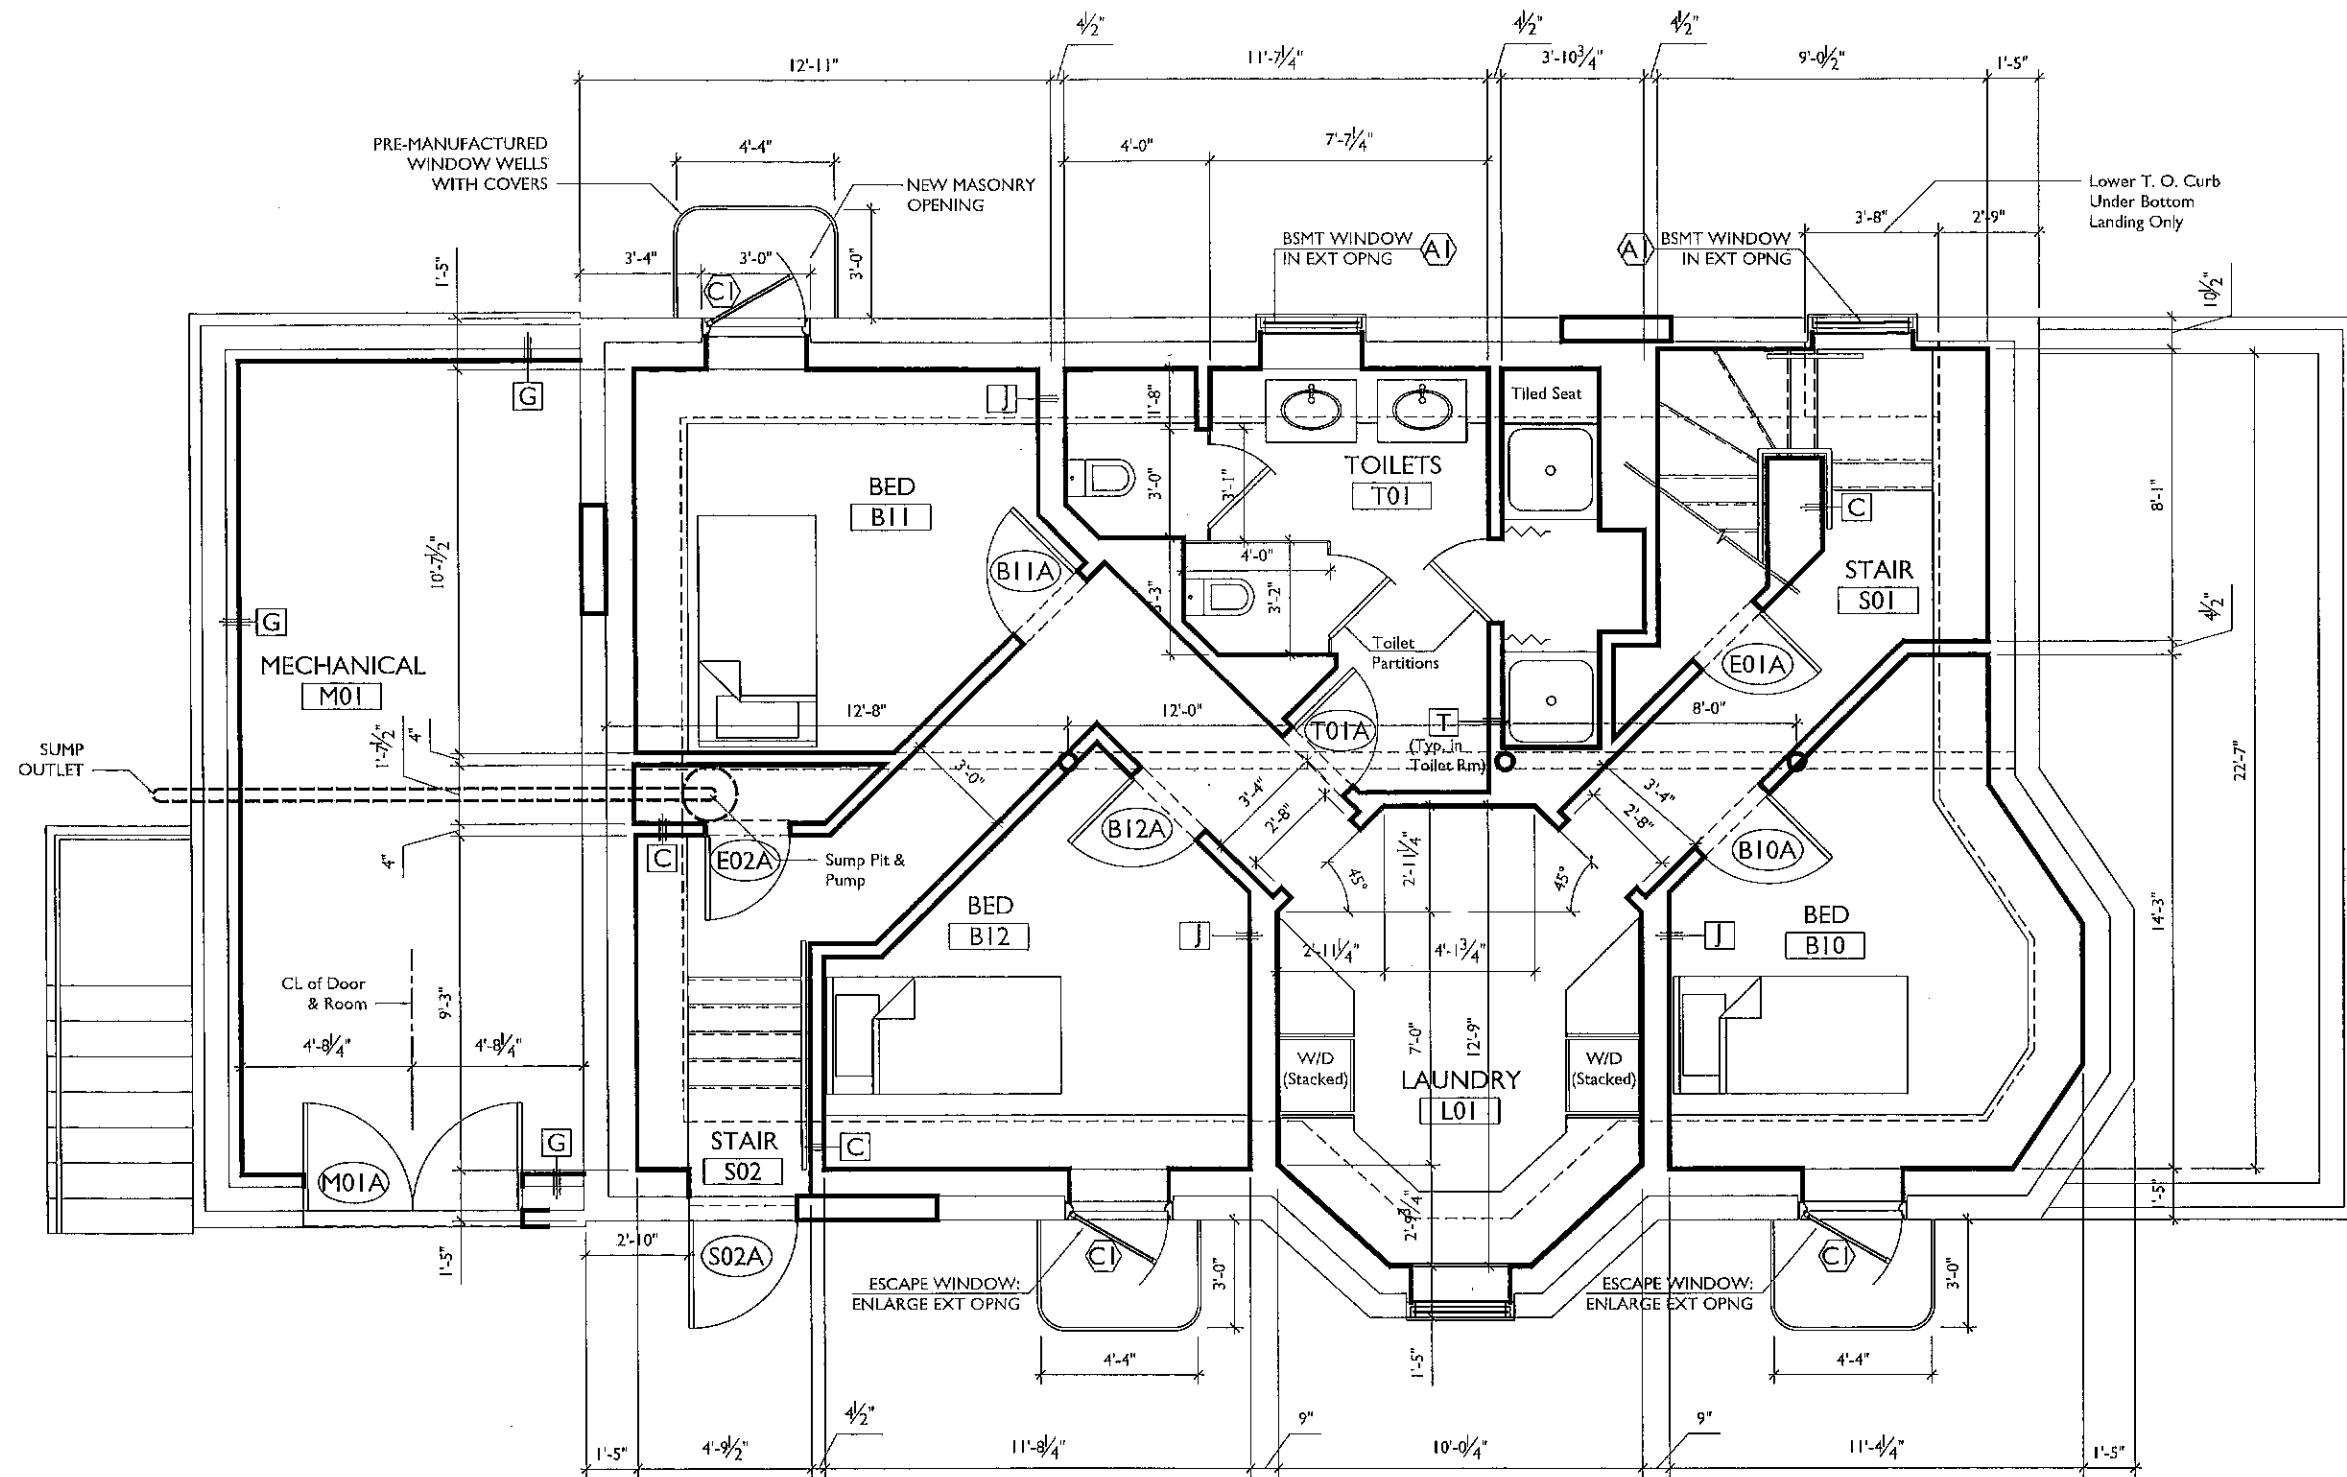 4½"
4½"
4½"
12'-11"
11'-7¼"
3'-10¾"
9'-0½"
1'-5"
PRE-MANUFACTURED
WINDOW WELLS
WITH COVERS
4'-4"
NEW MASONRY
OPENING
4'-0"
7'-7¼"
Lower T. O. Curb
Under Bottom
Landing Only
3'-8"
2'-9"
BSMT WINDOW
IN EXT OPNG
A1
A1
BSMT WINDOW
IN EXT OPNG
1'-5"
3'-4"
3'-0"
3'-0"
C1
10½"
G
J
1'-8"
Tiled Seat
TOILETS
T01
BED
B11
3'-0"
3'-1"
C
8'-1"
10'-7½"
B11A
4'-0"
3'-3"
3'-2"
STAIR
S01
4½"
G
MECHANICAL
M01
Toilet
Partitions
E01A
12'-8"
12'-0"
T01A
T
(Typ. in
Toilet Rm)
8'-0"
SUMP
OUTLET
1'-7½"
4"
3'-0"
3'-4"
2'-8"
3'-4"
2'-8"
22'-7"
4"
C
E02A
Sump Pit &
Pump
B12A
2'-11¼"
45°
45°
B10A
BED
B12
J
J
BED
B10
14'-3"
2'-11¼"
4'-1¾"
CL of Door
& Room
9'-3"
4'-8¼"
4'-8¼"
7'-0"
12'-9"
W/D
(Stacked)
W/D
(Stacked)
LAUNDRY
L01
G
STAIR
S02
C
M01A
2'-9¾"
1'-5"
2'-10"
S02A
1'-5"
C1
ESCAPE WINDOW:
ENLARGE EXT OPNG
3'-0"
C1
ESCAPE WINDOW:
ENLARGE EXT OPNG
3'-0"
4'-4"
1'-5"
4'-4"
4½"
9"
9"
1'-5"
4'-9½"
11'-8¼"
10'-0¼"
11'-4¼"
1'-5"